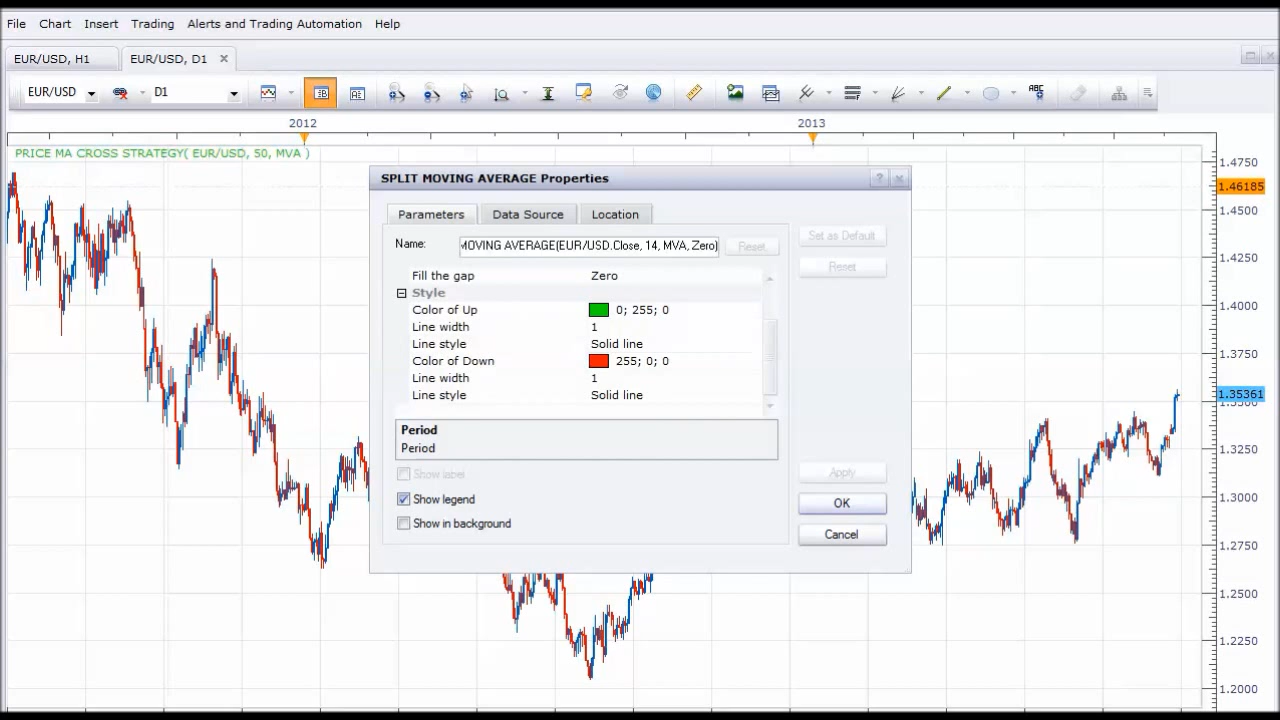 File Chart Insert Trading Alerts and Trading Automation Help
EUR/USD, H1 EUR/USD, D1
EUR/USD D1
2012 2013
PRICE MA CROSS STRATEGY( EUR/USD, 50, MVA )
SPLIT MOVING AVERAGE Properties
Parameters Data Source Location
Name: MOVING AVERAGE(EUR/USD.Close, 14, MVA, Zero) Reset
Set as Default
Reset
Fill the gap Zero
Style
Color of Up 0; 255; 0
Line width 1
Line style Solid line
Color of Down 255; 0; 0
Line width 1
Line style Solid line
Period
Period
Show label
Show legend
Show in background
Apply
OK
Cancel
1.4750
1.46185
1.4500
1.4250
1.4000
1.3750
1.35361
1.3500
1.3250
1.3000
1.2750
1.2500
1.2250
1.2000